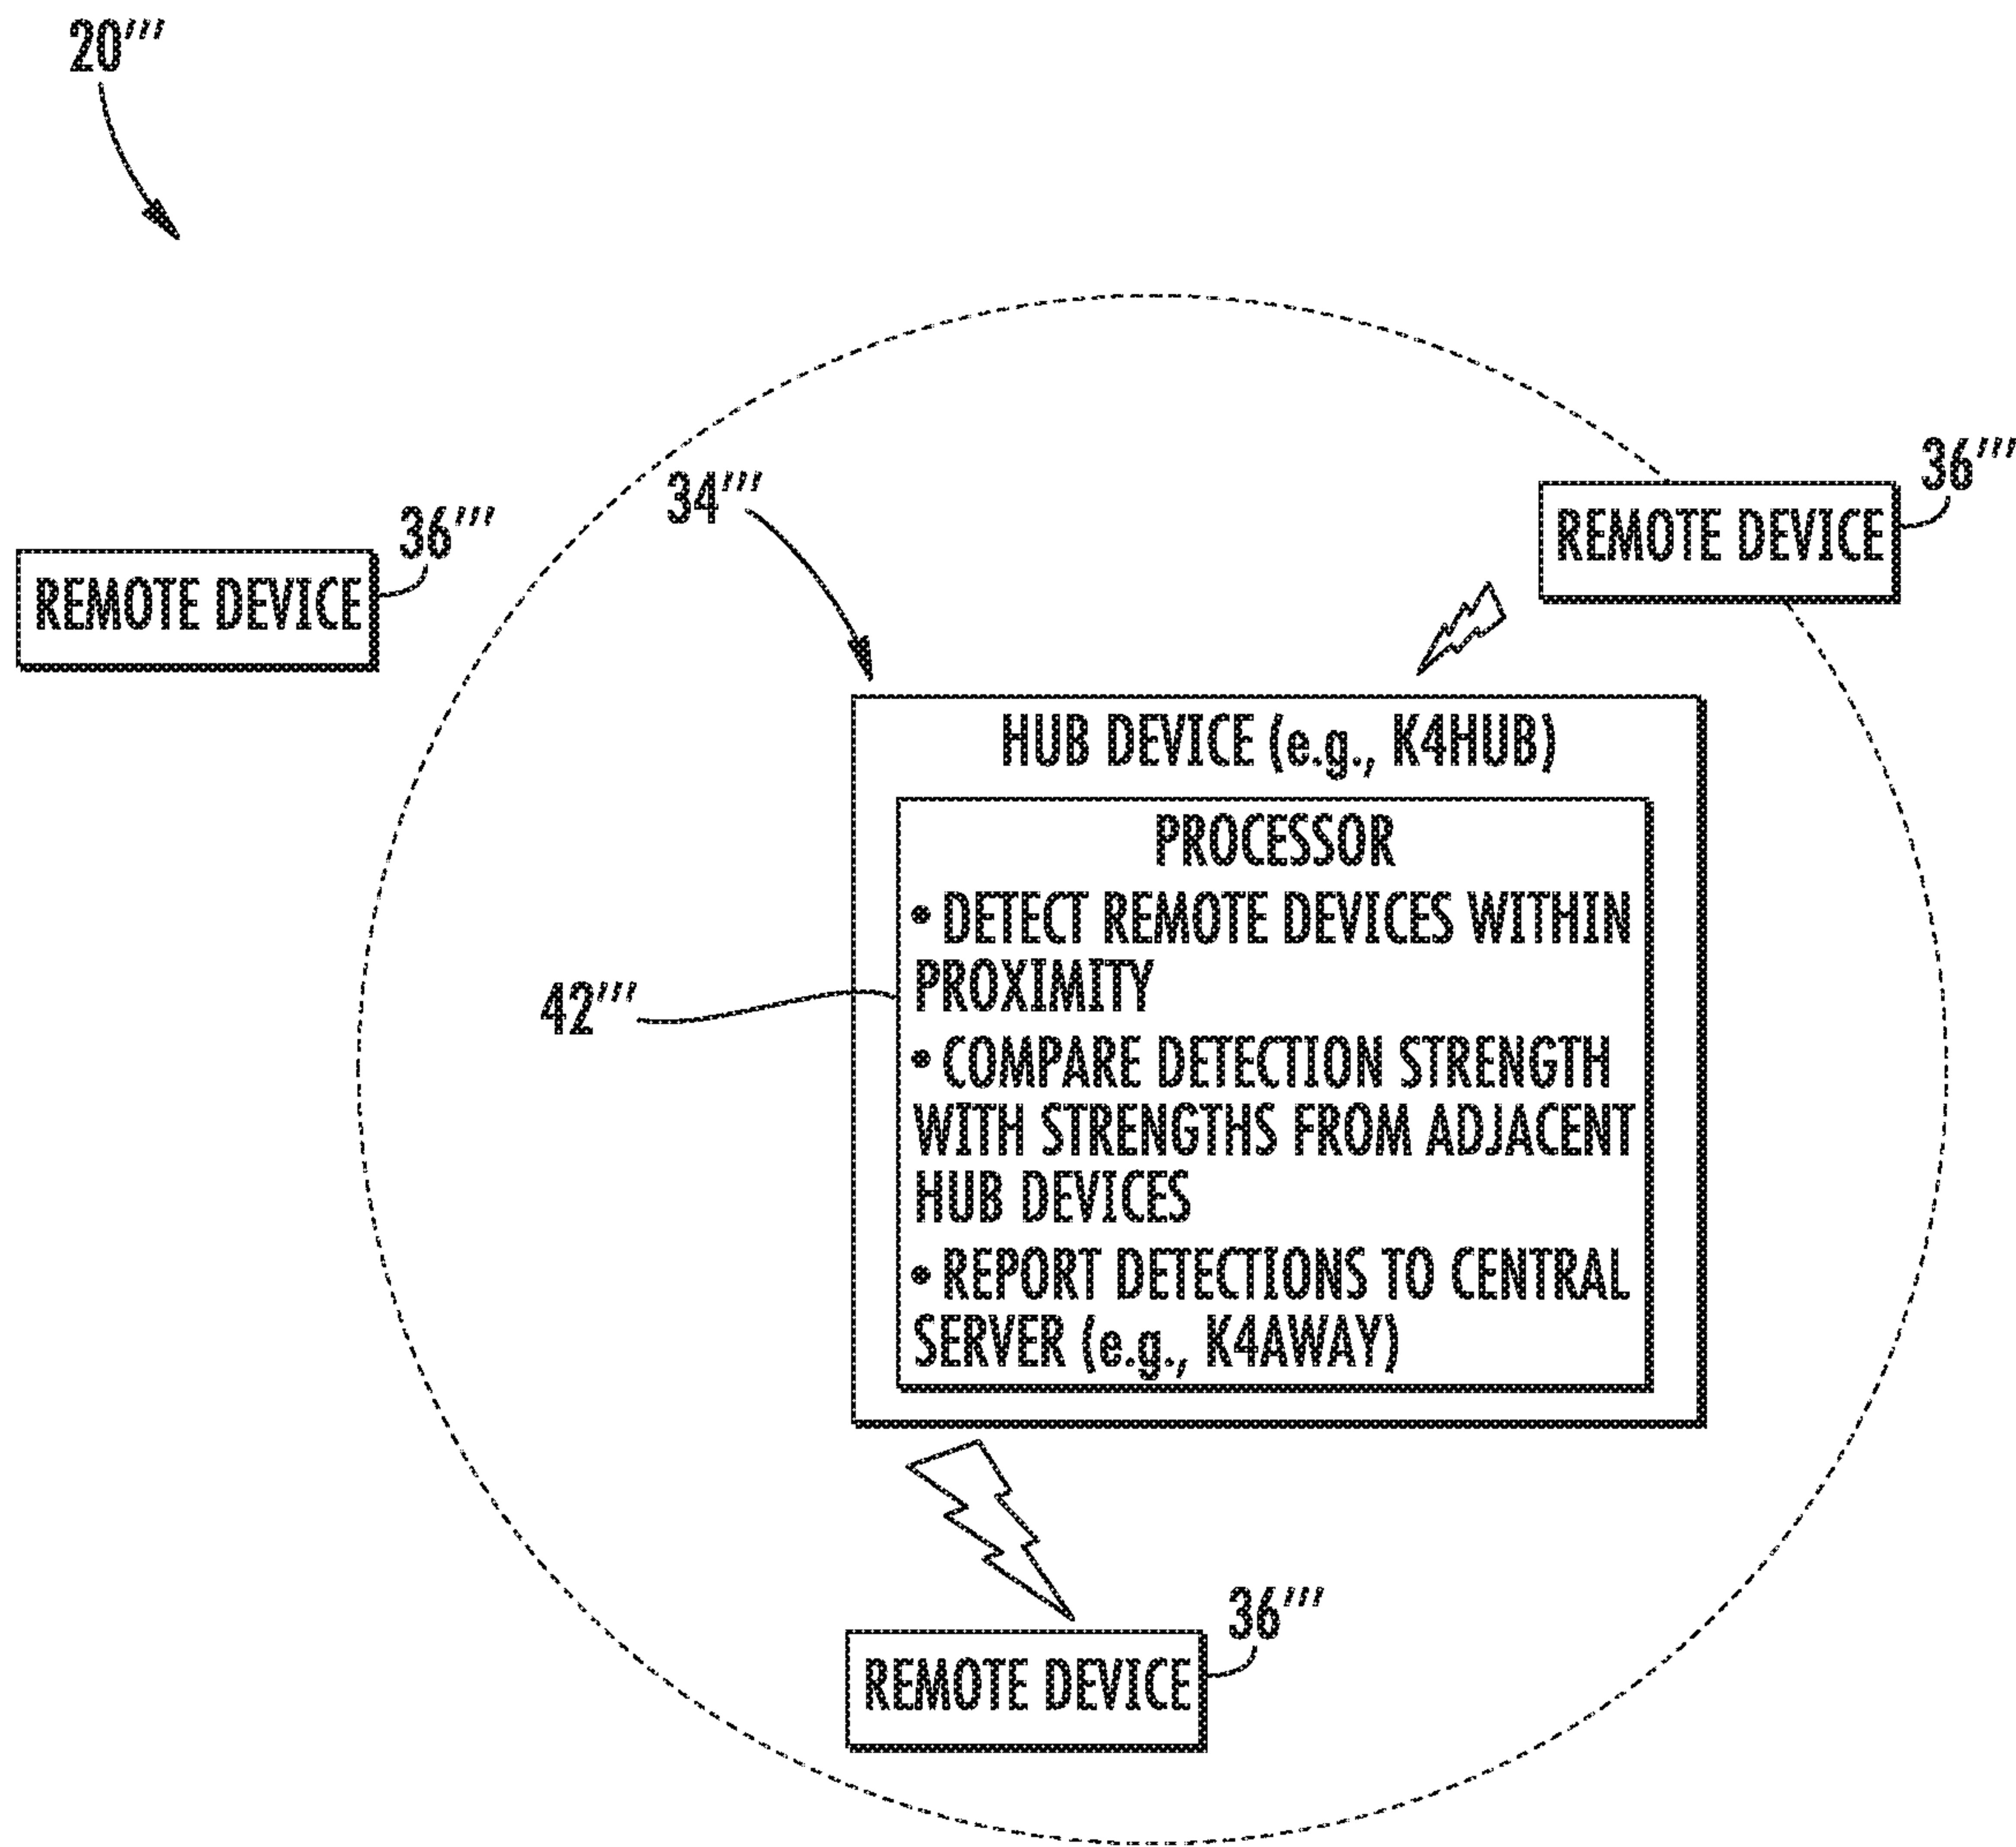 20'''
34'''
36'''
REMOTE DEVICE
36'''
REMOTE DEVICE
HUB DEVICE (e.g., K4HUB)
PROCESSOR
• DETECT REMOTE DEVICES WITHIN
PROXIMITY
42'''
• COMPARE DETECTION STRENGTH
WITH STRENGTHS FROM ADJACENT
HUB DEVICES
• REPORT DETECTIONS TO CENTRAL
SERVER (e.g., K4AWAY)
36'''
REMOTE DEVICE